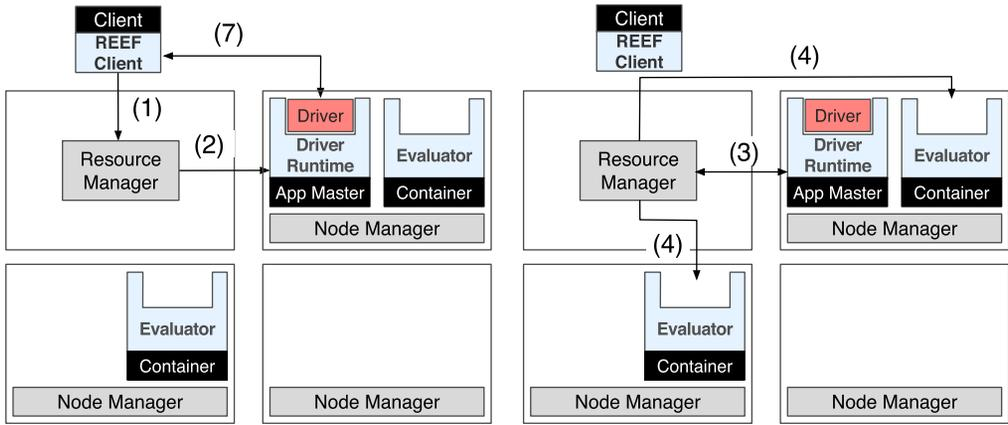 Client
REEF
Client
(7)
(1)
Resource
Manager
(2)
Driver
Driver
Runtime
App Master
Evaluator
Container
Node Manager
Evaluator
Container
Node Manager
Node Manager
Client
REEF
Client
(4)
Resource
Manager
(3)
Driver
Driver
Runtime
App Master
Evaluator
Container
Node Manager
(4)
Evaluator
Container
Node Manager
Node Manager